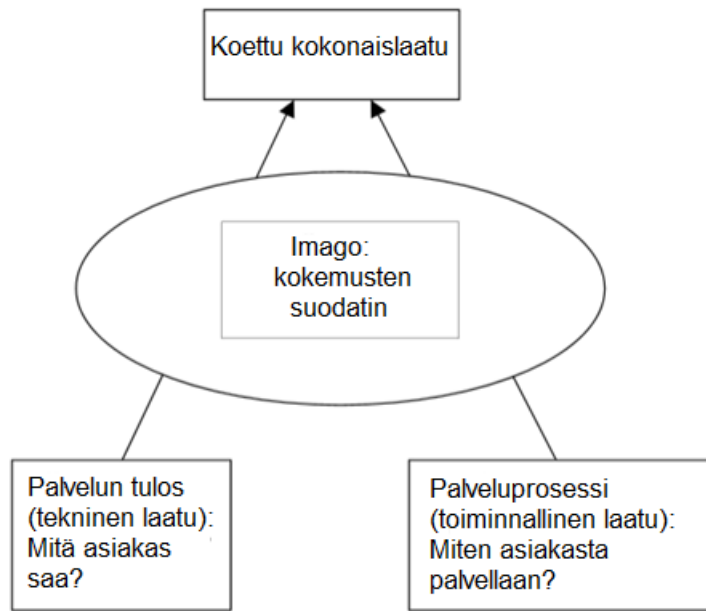 Koettu kokonaislaatu
Imago:
kokemusten
suodatin
Palvelun tulos
(tekninen laatu):
Mitä asiakas
saa?
Palveluprosessi
(toiminnallinen laatu):
Miten asiakasta
palvellaan?